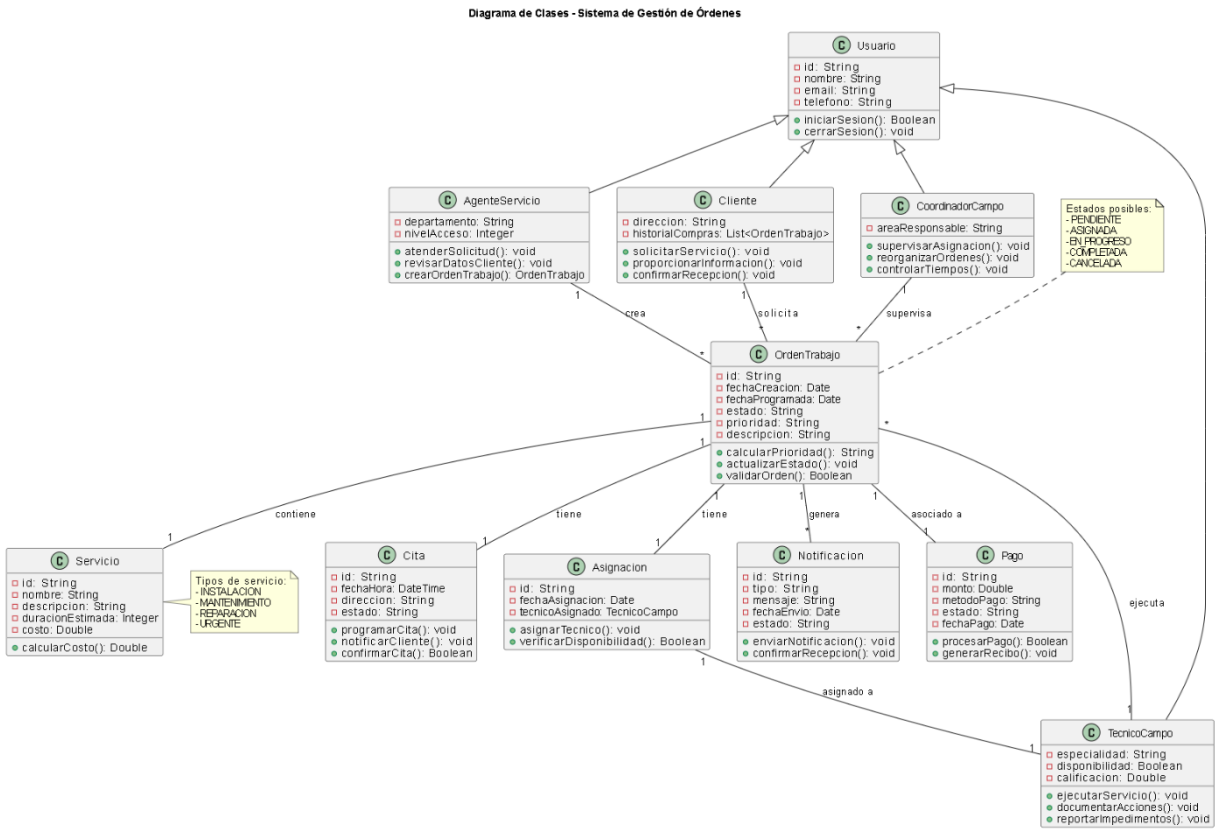 Diagrama de Clases - Sistema de Gestión de Órdenes
C Usuario
id: String
nombre: String
email: String
telefono: String
iniciarSesion(): Boolean
cerrarSesion(): void
C AgenteServicio
departamento: String
nivelAcceso: Integer
atenderSolicitud(): void
revisarDatosCliente(): void
crearOrdenTrabajo(): OrdenTrabajo
C Cliente
direccion: String
historialCompras: List<OrdenTrabajo>
solicitarServicio(): void
proporcionarInformacion(): void
confirmarRecepcion(): void
C CoordinadorCampo
areaResponsable: String
supervisarAsignacion(): void
reorganizarOrdenes(): void
controlarTiempos(): void
Estados posibles:
- PENDIENTE
- ASIGNADA
- EN_PROGRESO
- COMPLETADA
- CANCELADA
1
1
1
crea
solicita
supervisa
*
*
*
C OrdenTrabajo
id: String
fechaCreacion: Date
fechaProgramada: Date
estado: String
prioridad: String
descripcion: String
calcularPrioridad(): String
actualizarEstado(): void
validarOrden(): Boolean
1
1
*
1
1
1
contiene
tiene
tiene
genera
asociado a
1
1
1
*
1
C Servicio
id: String
nombre: String
descripcion: String
duracionEstimada: Integer
costo: Double
calcularCosto(): Double
Tipos de servicio:
- INSTALACION
- MANTENIMIENTO
- REPARACION
- URGENTE
C Cita
id: String
fechaHora: DateTime
direccion: String
estado: String
programarCita(): void
notificarCliente(): void
confirmarCita(): Boolean
C Asignacion
id: String
fechaAsignacion: Date
tecnicoAsignado: TecnicoCampo
asignarTecnico(): void
verificarDisponibilidad(): Boolean
C Notificacion
id: String
tipo: String
mensaje: String
fechaEnvio: Date
estado: String
enviarNotificacion(): void
confirmarRecepcion(): void
C Pago
id: String
monto: Double
metodoPago: String
estado: String
fechaPago: Date
procesarPago(): Boolean
generarRecibo(): void
ejecuta
1
asignado a
1
1
C TecnicoCampo
especialidad: String
disponibilidad: Boolean
calificacion: Double
ejecutarServicio(): void
documentarAcciones(): void
reportarImpedimentos(): void